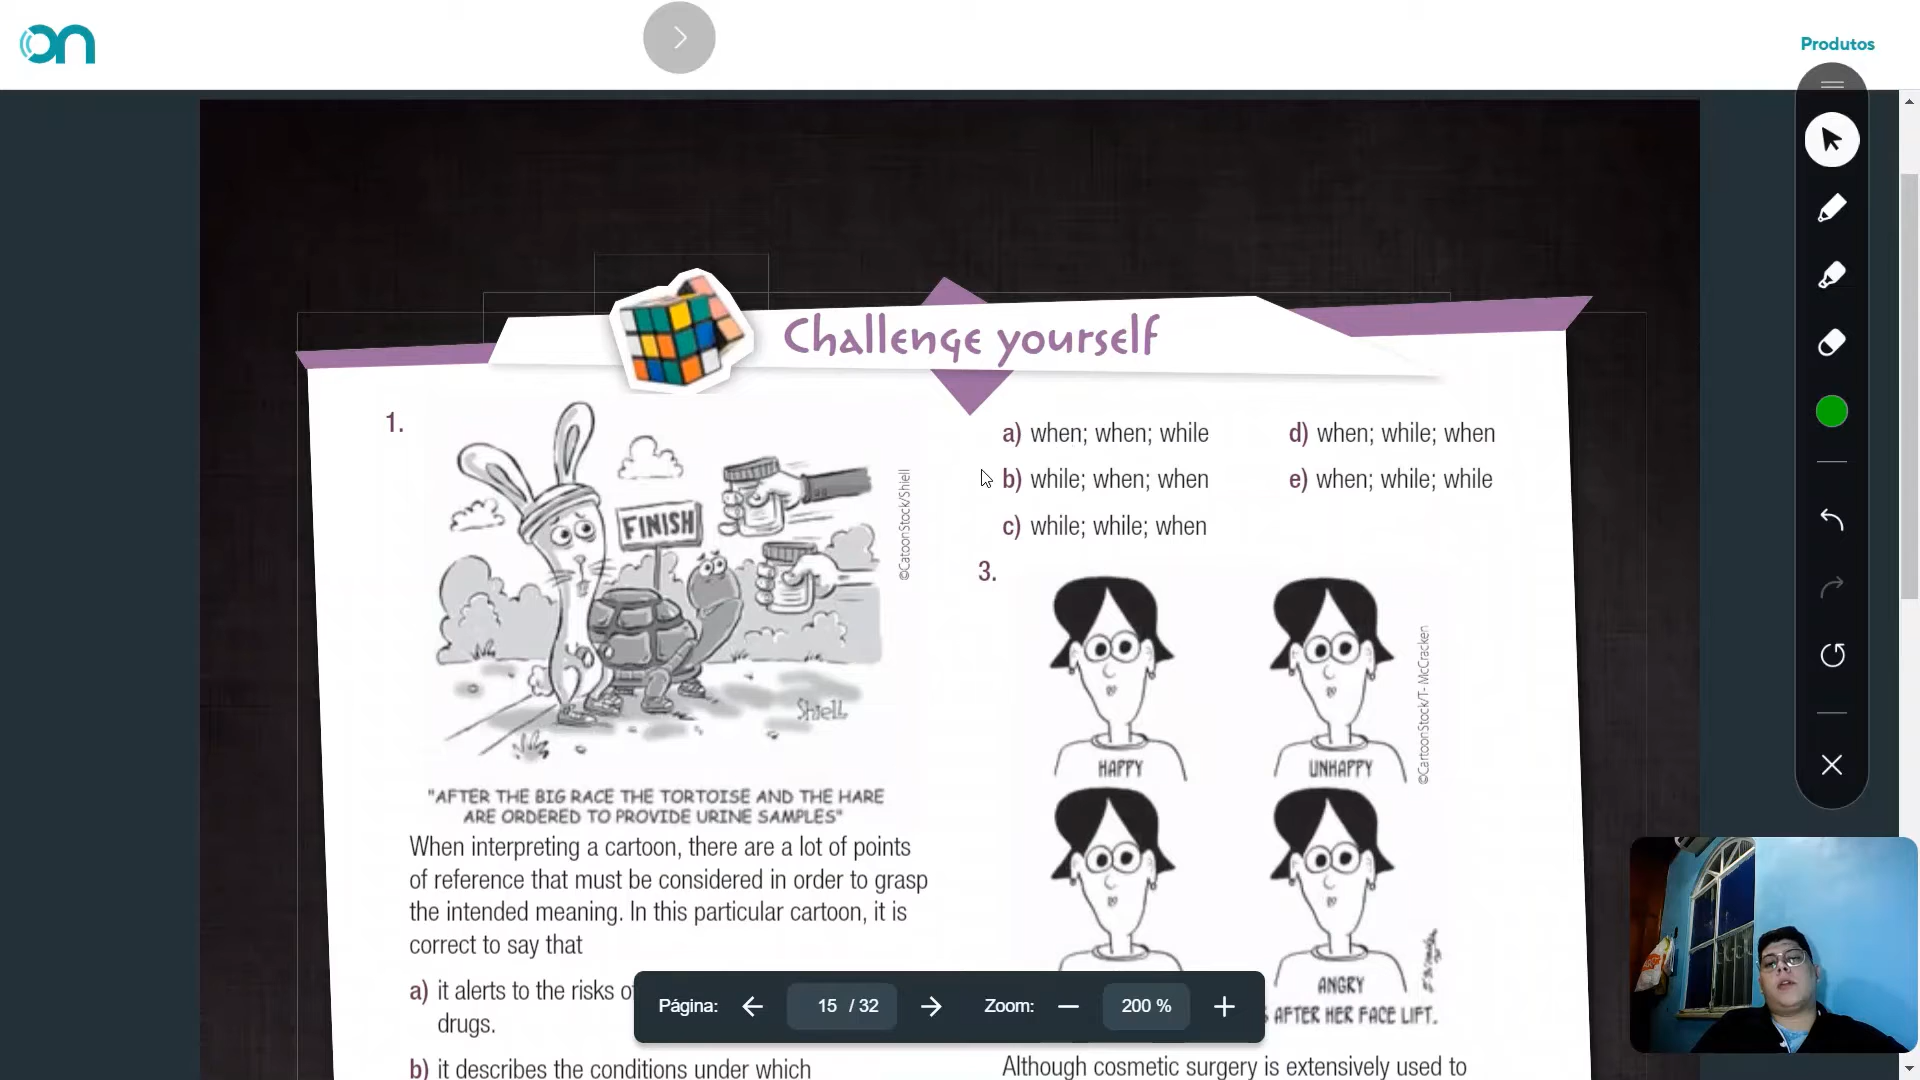 on
Produtos
Challenge yourself
1.
FINISH
©CatoonStock/Shiell
Shiell
"AFTER THE BIG RACE THE TORTOISE AND THE HARE
ARE ORDERED TO PROVIDE URINE SAMPLES"
When interpreting a cartoon, there are a lot of points
of reference that must be considered in order to grasp
the intended meaning. In this particular cartoon, it is
correct to say that
a) it alerts to the risks
drugs.
b) it describes the conditions under which
a) when; when; while
b) while; when; when
c) while; while; when
d) when; while; when
e) when; while; while
3.
HAPPY
UNHAPPY
©CartoonStock/T- McCracken
ANGRY
AFTER HER FACE LIFT.
Although cosmetic surgery is extensively used to
Página:
15 / 32
Zoom:
200 %